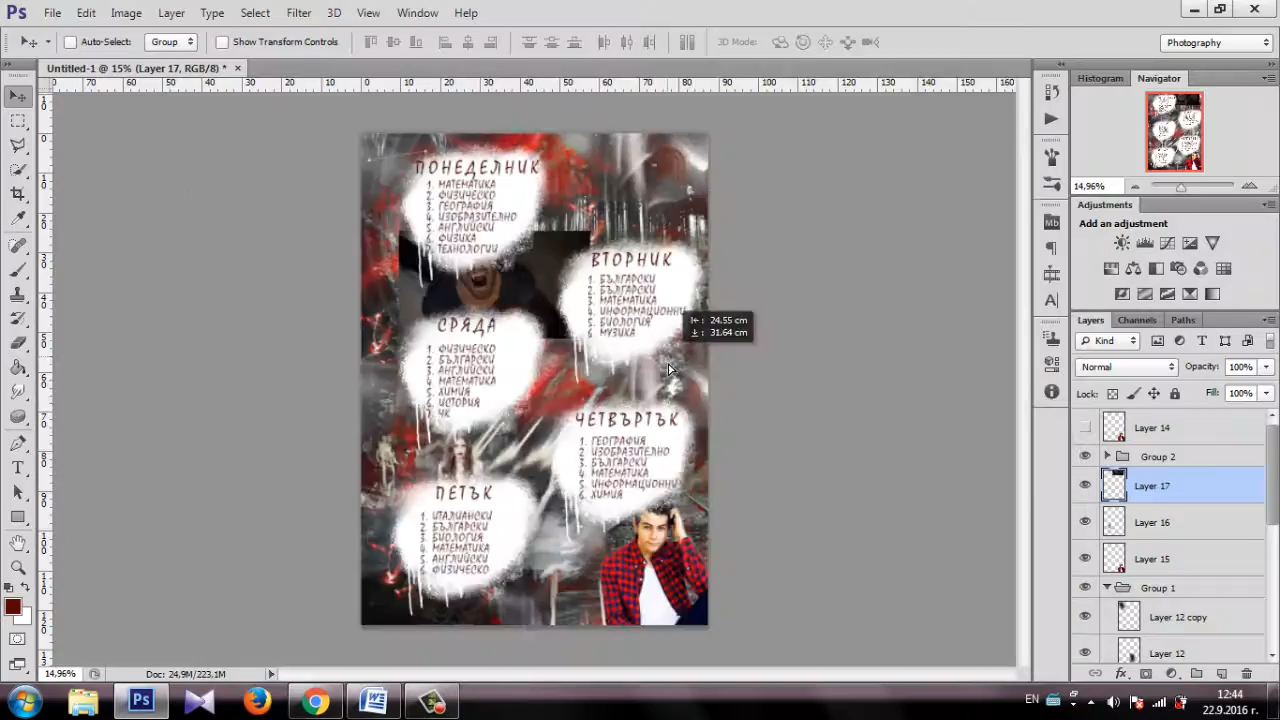 Ps File Edit Image Layer Type Select Filter 3D View Window Help
Auto-Select: Group Show Transform Controls 3D Mode: Photography
Untitled-1 @ 15% (Layer 17, RGB/8) * ×
Histogram Navigator
14,96%
Adjustments
Add an adjustment
Layers Channels Paths
Kind
Normal Opacity: 100%
Lock: Fill: 100%
Layer 14
Group 2
Layer 17
Layer 16
Layer 15
Group 1
Layer 12 copy
Layer 12
ПОНЕДЕЛНИК
1. МАТЕМАТИКА
2. ФИЗИЧЕСКО
3. ГЕОГРАФИЯ
4. ИЗОБРАЗИТЕЛНО
5. АНГЛИЙСКИ
6. ФИЗИКА
7. ТЕХНОЛОГИИ
ВТОРНИК
1. БЪЛГАРСКИ
2. БЪЛГАРСКИ
3. МАТЕМАТИКА
4. ИНФОРМАЦИОННИ
5. БИОЛОГИЯ
6. МУЗИКА
24.55 cm
31.64 cm
СРЯДА
1. ФИЗИЧЕСКО
2. БЪЛГАРСКИ
3. АНГЛИЙСКИ
4. МАТЕМАТИКА
5. ХИМИЯ
6. ИСТОРИЯ
7. ЧК
ЧЕТВЪРТЪК
1. ГЕОГРАФИЯ
2. ИЗОБРАЗИТЕЛНО
3. БЪЛГАРСКИ
4. МАТЕМАТИКА
5. ИНФОРМАЦИОННИ
6. ХИМИЯ
ПЕТЪК
1. ИТАЛИАНСКИ
2. БЪЛГАРСКИ
3. БИОЛОГИЯ
4. МАТЕМАТИКА
5. АНГЛИЙСКИ
6. ФИЗИЧЕСКО
14,96% Doc: 24,9M/223,1M
EN 12:44
22.9.2016 г.